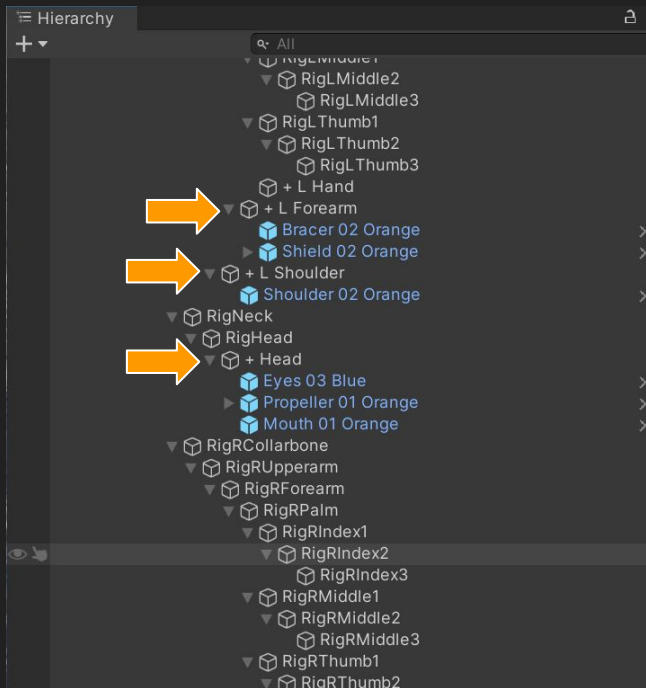 Hierarchy
All
RigLMiddle1
RigLMiddle2
RigLMiddle3
RigLThumb1
RigLThumb2
RigLThumb3
+ L Hand
+ L Forearm
Bracer 02 Orange
Shield 02 Orange
+ L Shoulder
Shoulder 02 Orange
RigNeck
RigHead
+ Head
Eyes 03 Blue
Propeller 01 Orange
Mouth 01 Orange
RigRCollarbone
RigRUpperarm
RigRForearm
RigRPalm
RigRIndex1
RigRIndex2
RigRIndex3
RigRMiddle1
RigRMiddle2
RigRMiddle3
RigRThumb1
RigRThumb2